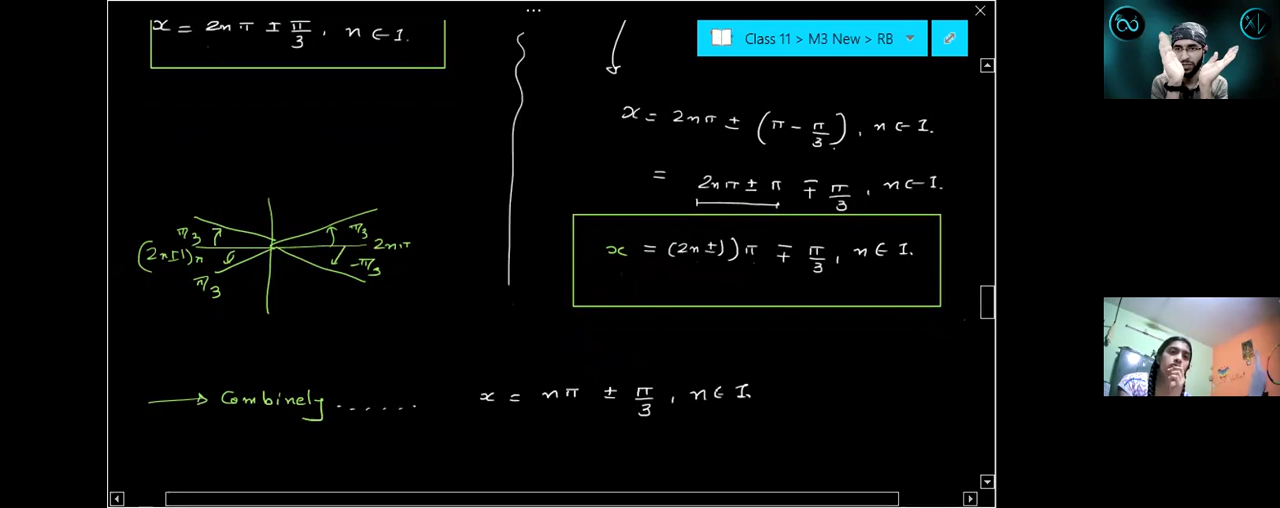 x = 2nπ ± π/3 , n ∈ I.
Class 11 > M3 New > RB
x = 2nπ ± (π - π/3) , n ∈ I.
= 2nπ ± π ∓ π/3 , n ∈ I.
x = (2n ± 1) π ∓ π/3 , n ∈ I.
π/3 π/3
(2n±1)π 2nπ
π/3 -π/3
→ Combinely ...... x = nπ ± π/3 , n ∈ I.